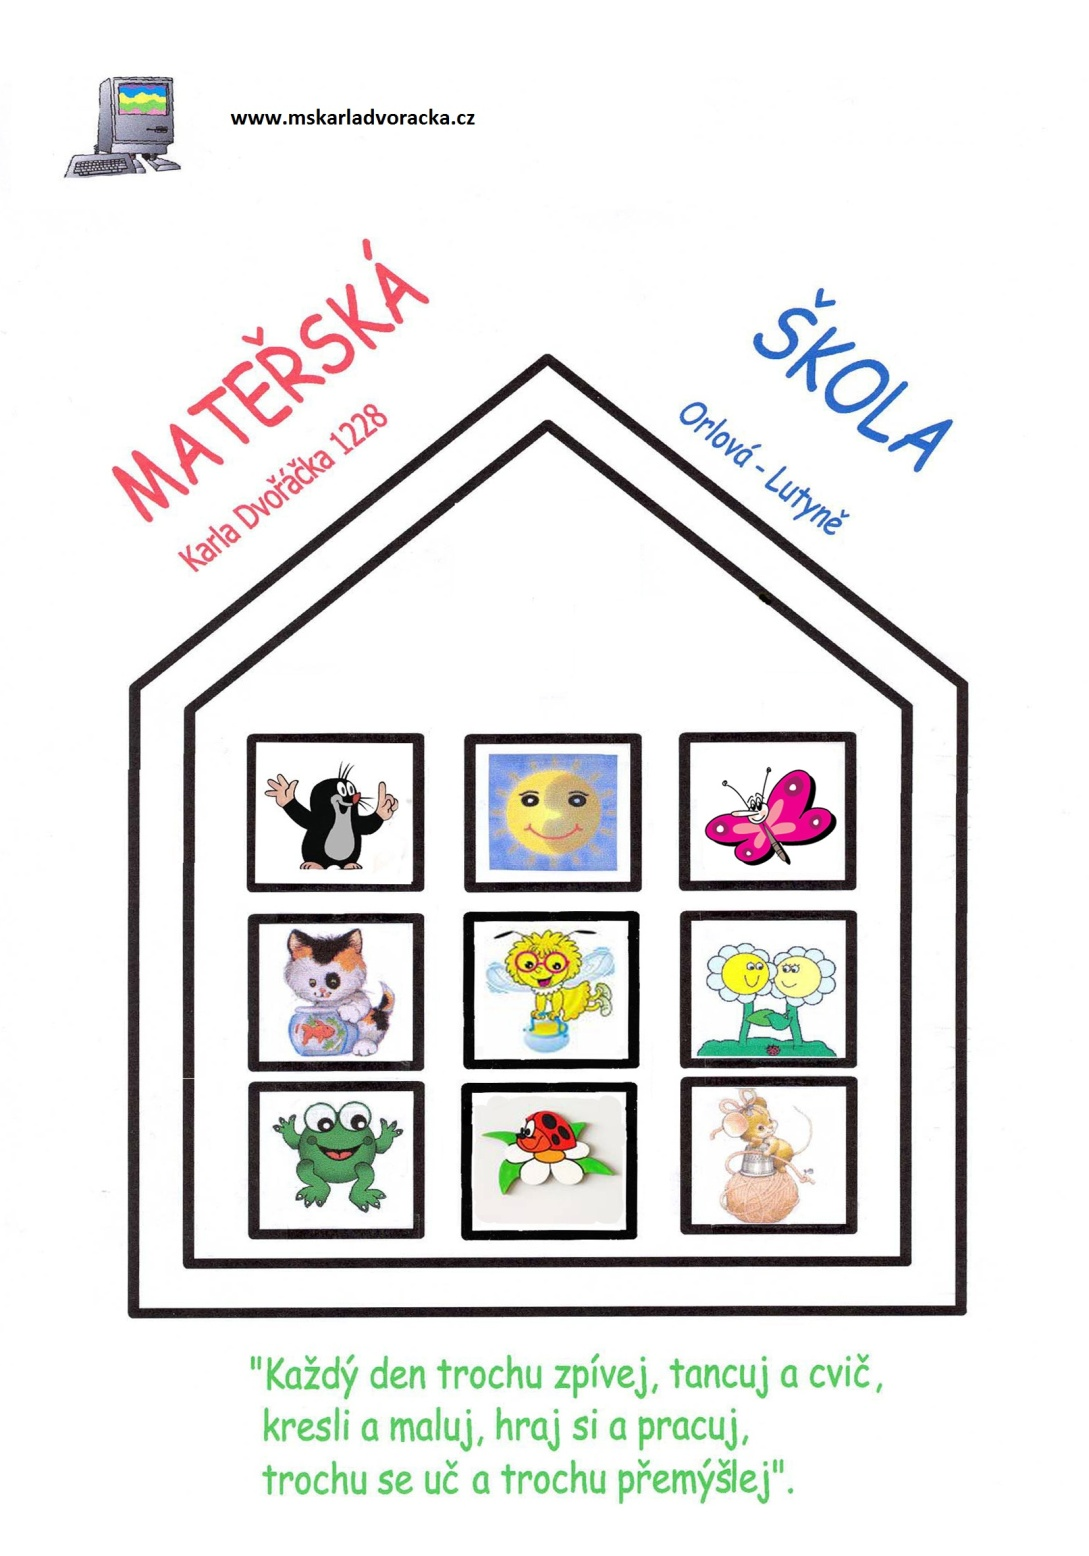 www.mskarladvoracka.cz
MATEŘSKÁ
Karla Dvořáčka 1228
ŠKOLA
Orlová - Lutyně
"Každý den trochu zpívej, tancuj a cvič,
kresli a maluj, hraj si a pracuj,
trochu se uč a trochu přemýšlej".